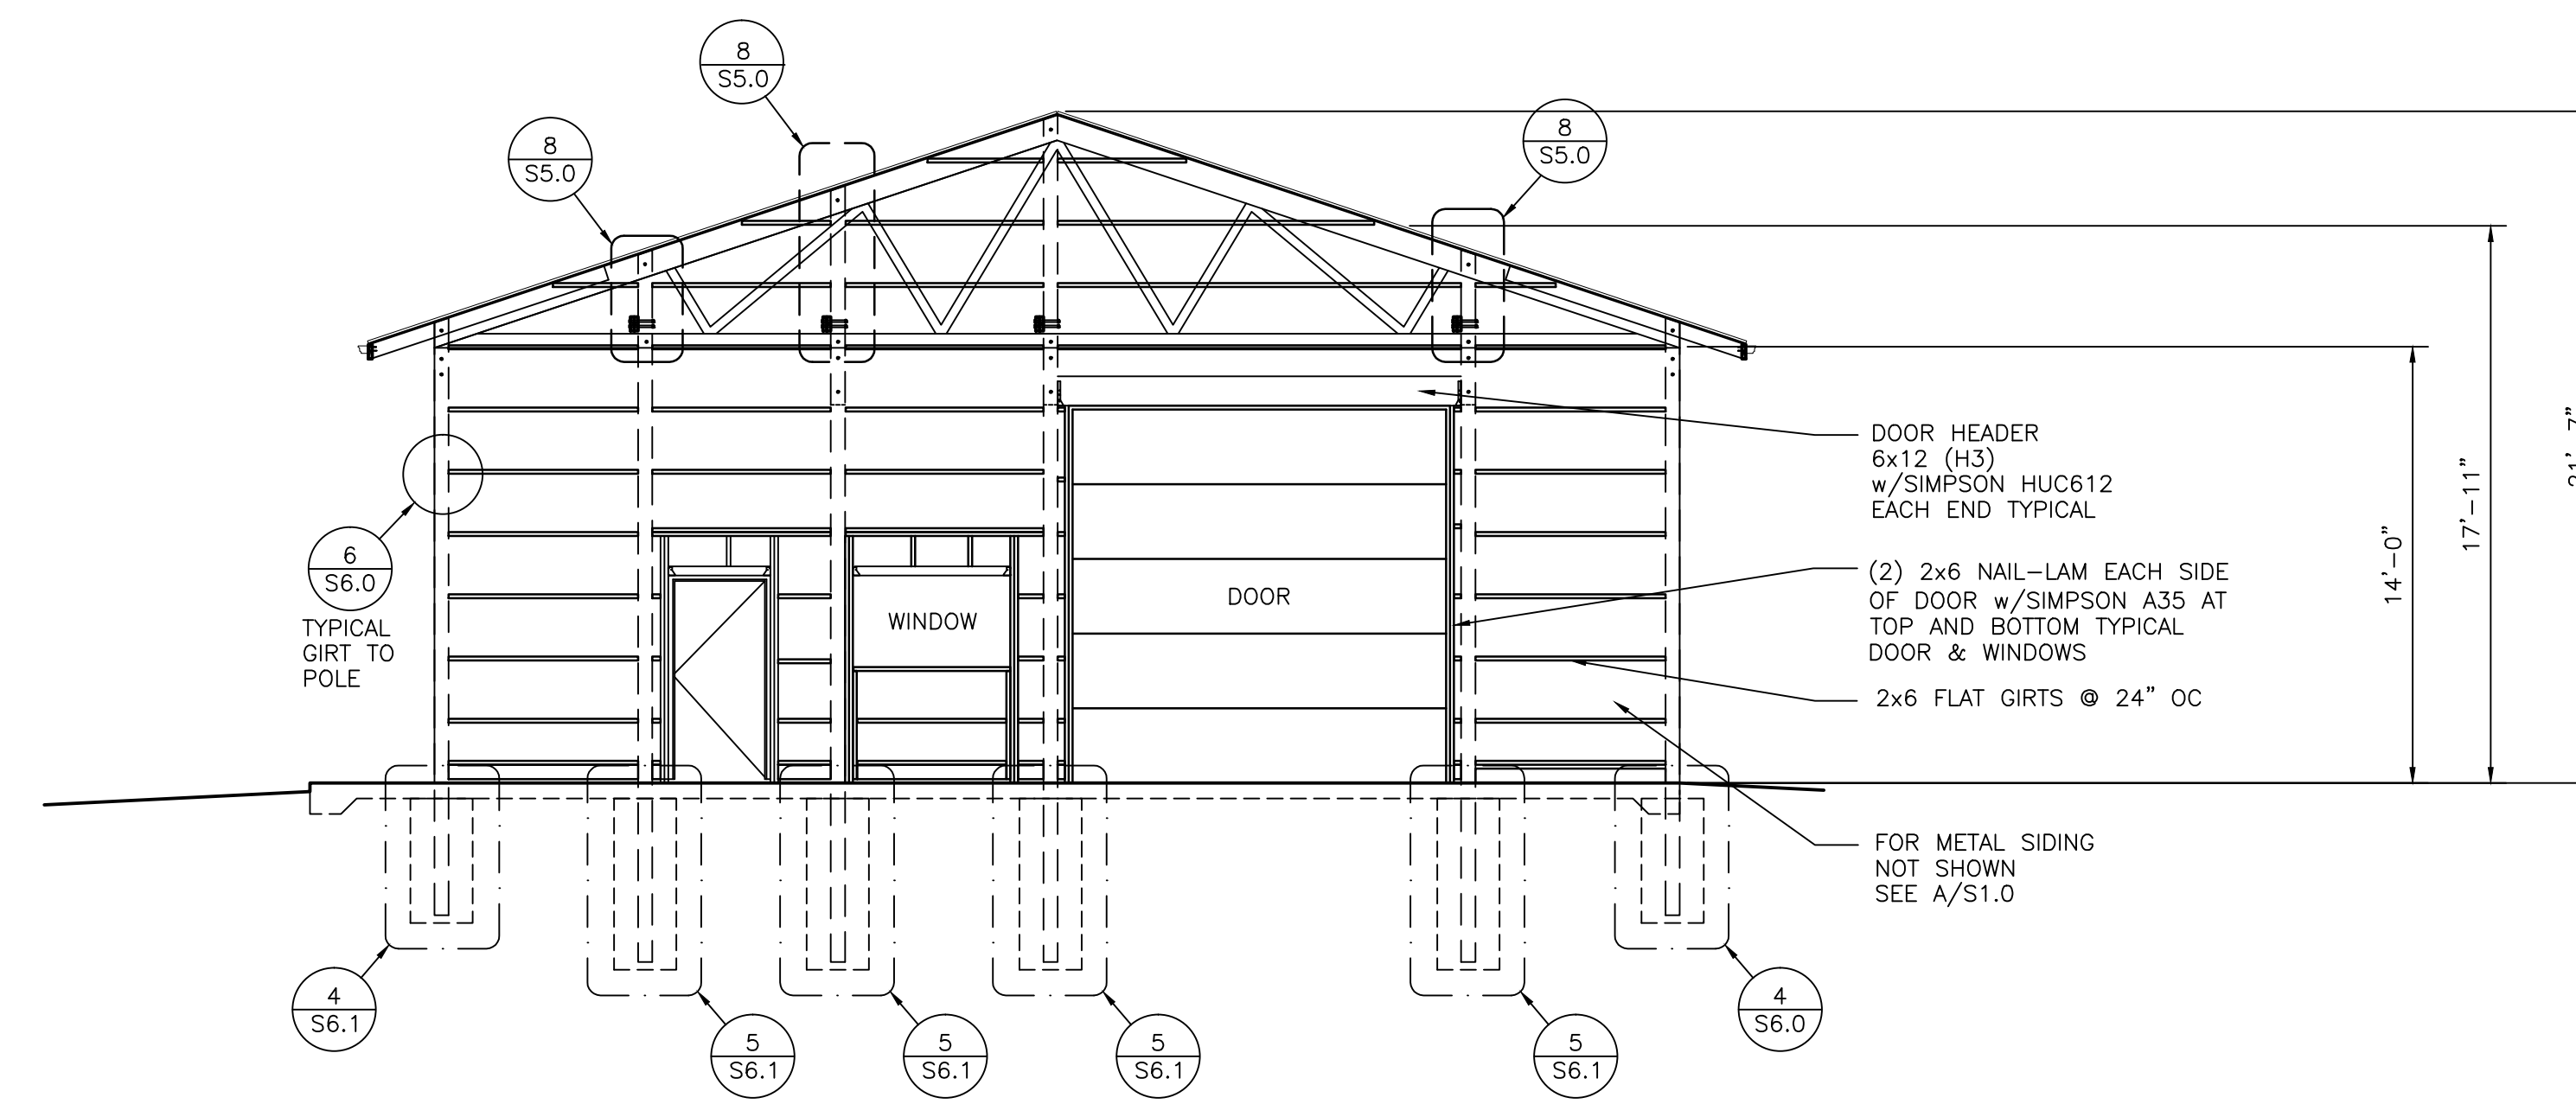 8
S5.0
8
S5.0
8
S5.0
6
S6.0
TYPICAL
GIRT TO
POLE
WINDOW
DOOR
DOOR HEADER
6x12 (H3)
w/SIMPSON HUC612
EACH END TYPICAL
(2) 2x6 NAIL-LAM EACH SIDE
OF DOOR w/SIMPSON A35 AT
TOP AND BOTTOM TYPICAL
DOOR & WINDOWS
2x6 FLAT GIRTS @ 24" OC
FOR METAL SIDING
NOT SHOWN
SEE A/S1.0
14'-0"
17'-11"
4
S6.1
5
S6.1
5
S6.1
5
S6.1
5
S6.1
4
S6.0